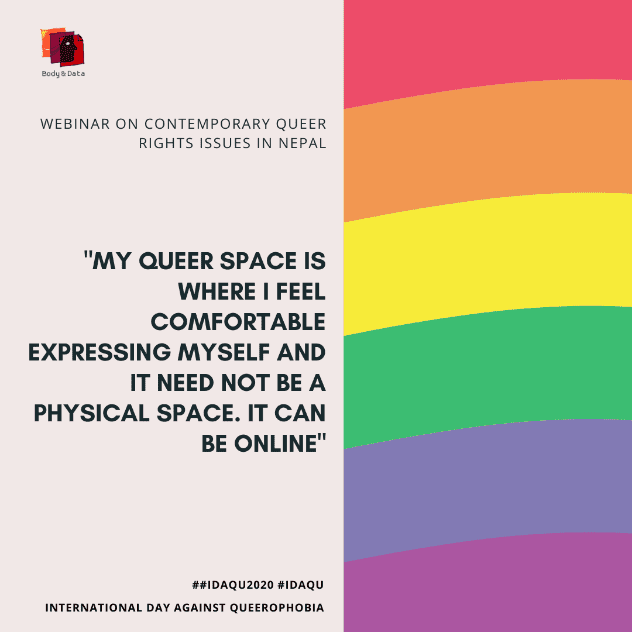 Body & Data
WEBINAR ON CONTEMPORARY QUEER
RIGHTS ISSUES IN NEPAL
"MY QUEER SPACE IS
WHERE I FEEL
COMFORTABLE
EXPRESSING MYSELF AND
IT NEED NOT BE A
PHYSICAL SPACE. IT CAN
BE ONLINE"
##IDAQU2020 #IDAQU
INTERNATIONAL DAY AGAINST QUEEROPHOBIA